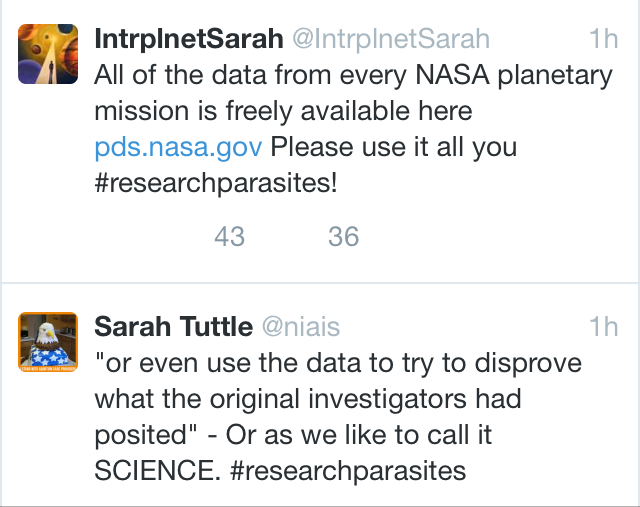 IntrplnetSarah @IntrplnetSarah 1h
All of the data from every NASA planetary
mission is freely available here
pds.nasa.gov Please use it all you
#researchparasites!
43 36
Sarah Tuttle @niais 1h
"or even use the data to try to disprove
what the original investigators had
posited" - Or as we like to call it
SCIENCE. #researchparasites